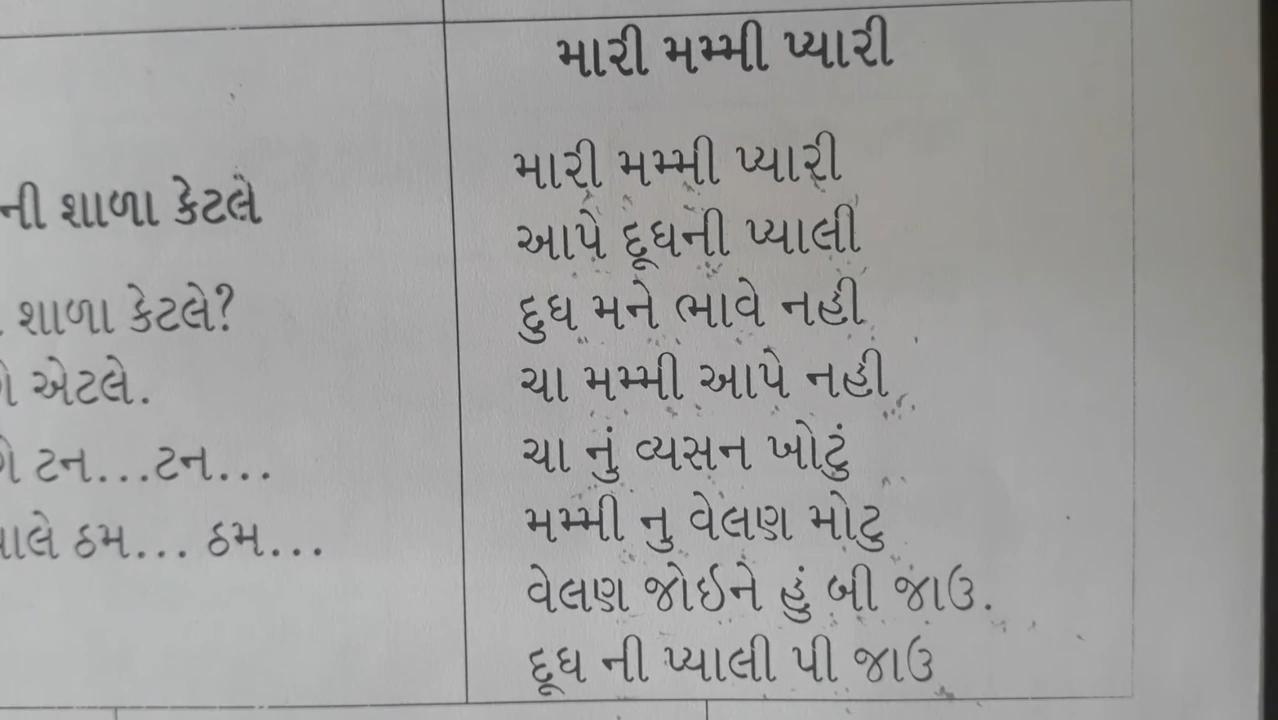 ની શાળા કેટલે
શાળા કેટલે?
એટલે.
ટન...ટન...
ઠમ... ઠમ...
મારી મમ્મી પ્યારી
મારી મમ્મી પ્યારી
આપે દૂધની પ્યાલી
દુધ મને ભાવે નહી
ચા મમ્મી આપે નહી
ચા નું વ્યસન ખોટું
મમ્મી નુ વેલણ મોટુ
વેલણ જોઈને હું બી જાઉ.
દૂધ ની પ્યાલી પી જાઉ